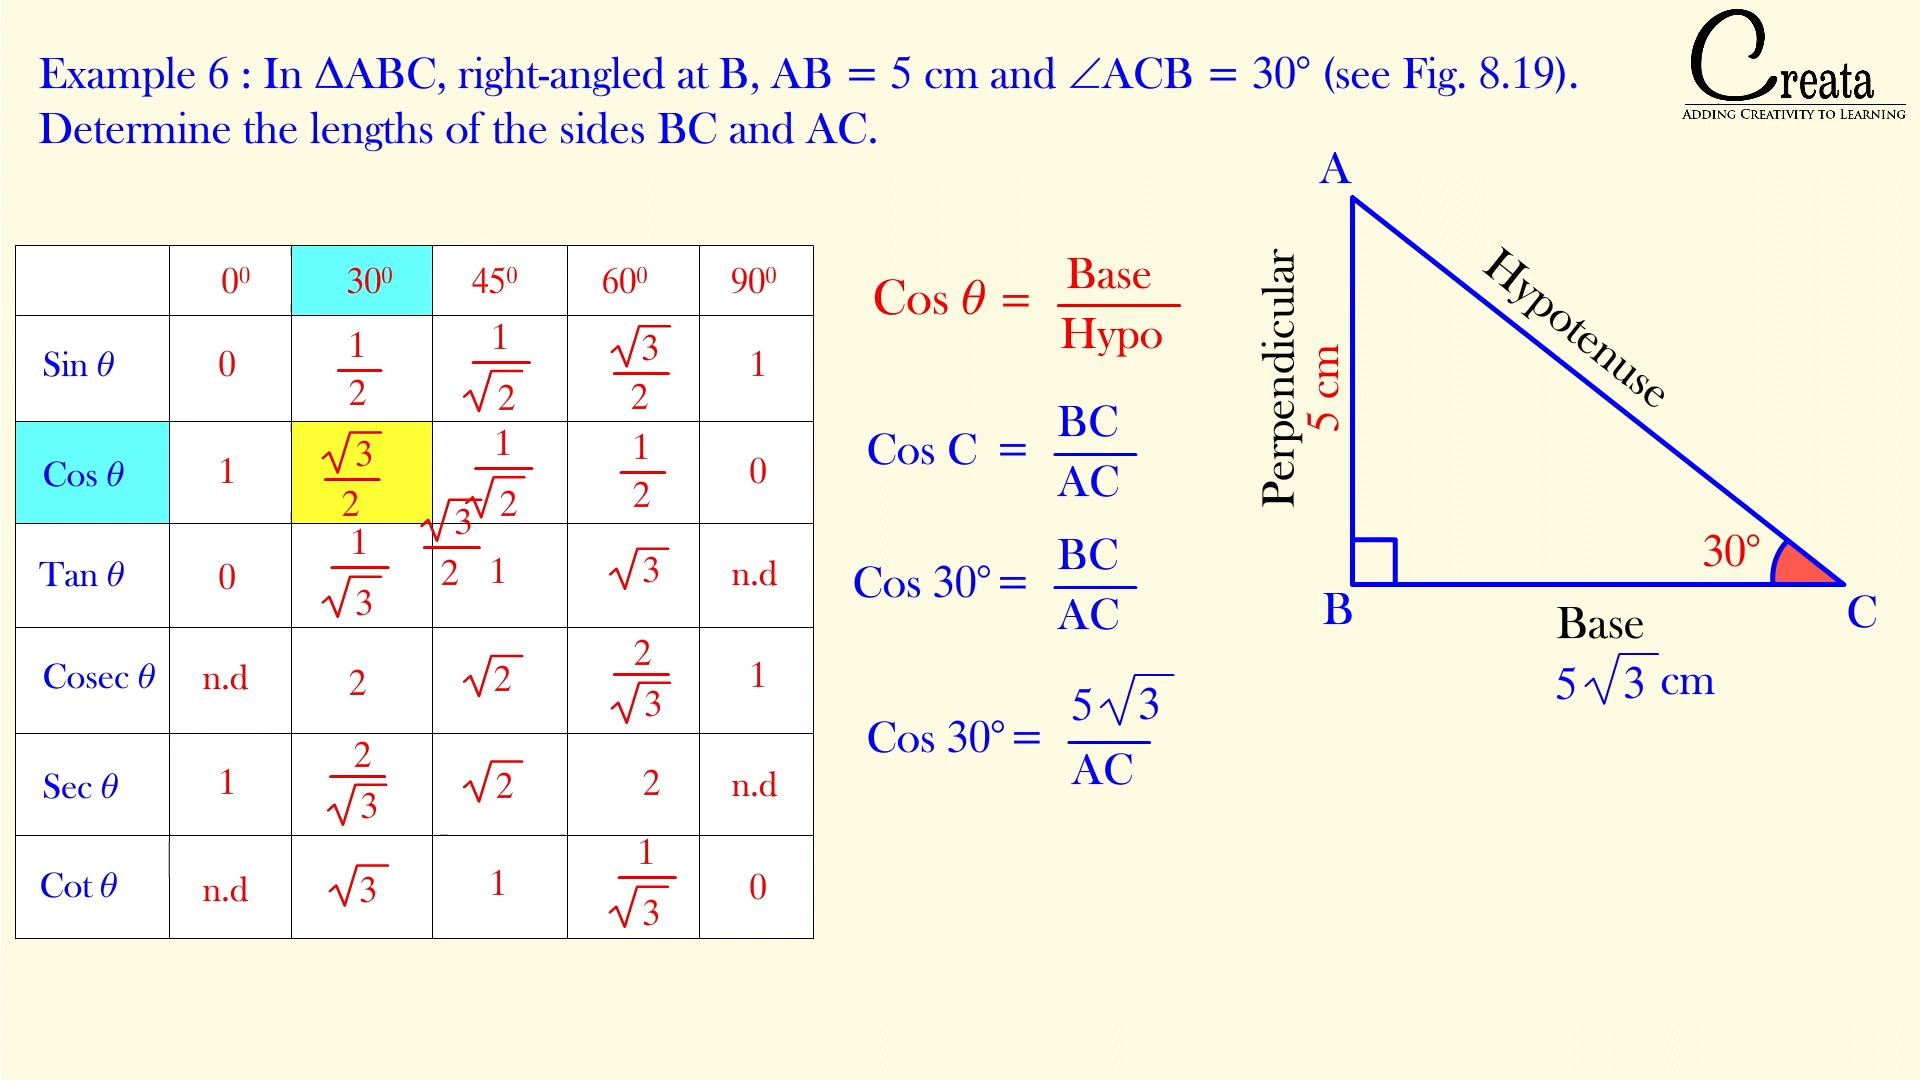 Example 6 : In ΔABC, right-angled at B, AB = 5 cm and ∠ACB = 30° (see Fig. 8.19).
Determine the lengths of the sides BC and AC.
Creata
ADDING CREATIVITY TO LEARNING
0⁰ 30⁰ 45⁰ 60⁰ 90⁰
Sin θ 0 1/2 1/√2 √3/2 1
Cos θ 1 √3/2 1/√2 1/2 0
√3/2
Tan θ 0 1/√3 1 √3 n.d
Cosec θ n.d 2 √2 2/√3 1
Sec θ 1 2/√3 √2 2 n.d
Cot θ n.d √3 1 1/√3 0
Cos θ = Base/Hypo
Cos C = BC/AC
Cos 30° = BC/AC
Cos 30° = 5√3/AC
A
Perpendicular
5 cm
Hypotenuse
30°
B
C
Base
5√3 cm